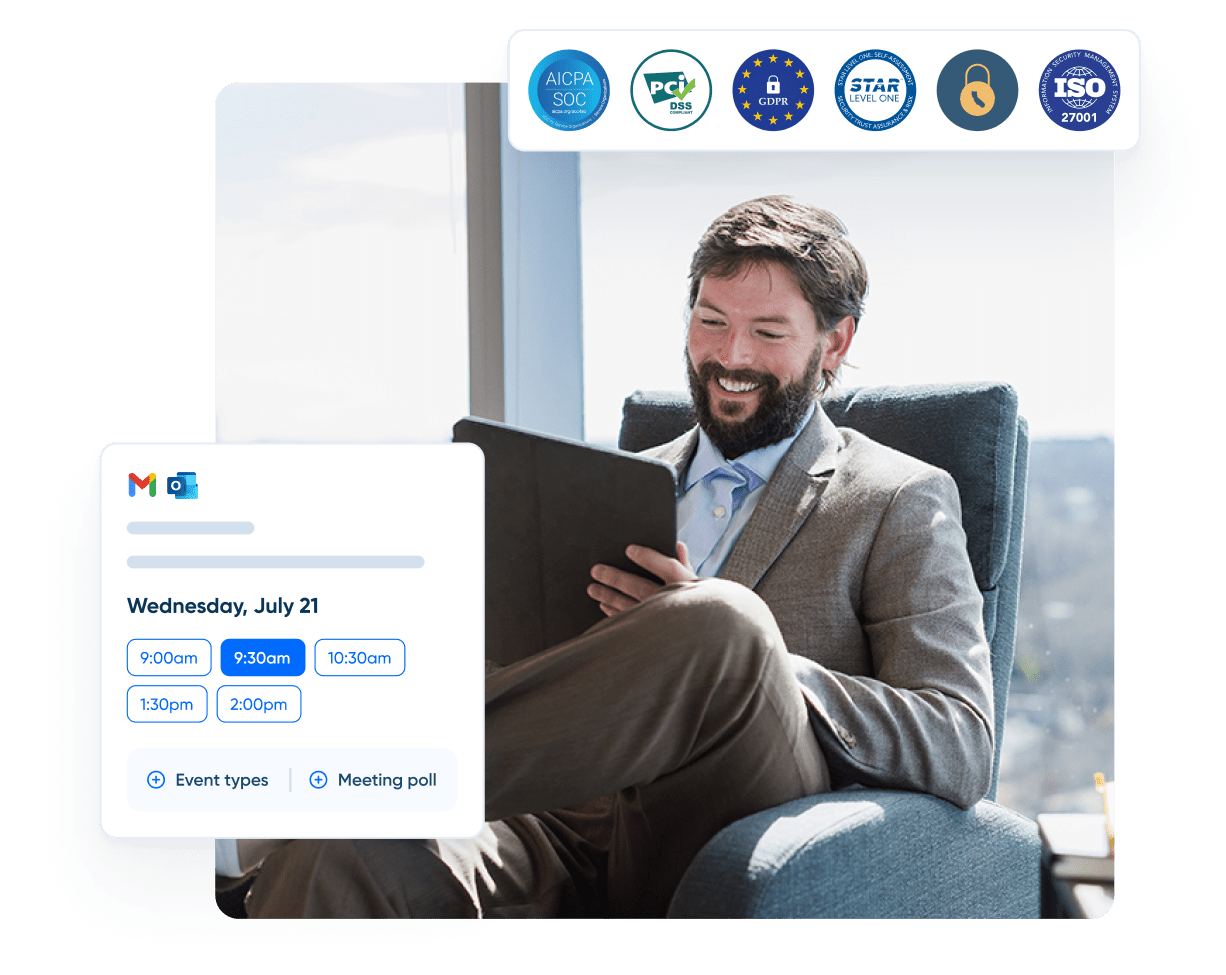 AICPA
SOC
PCI
DSS
COMPLIANT
GDPR
STAR LEVEL ONE: SELF-ASSESSMENT
STAR
LEVEL ONE
SECURITY TRUST ASSURANCE & RISK
INFORMATION SECURITY MANAGEMENT SYSTEM
ISO
27001
Wednesday, July 21
9:00am
9:30am
10:30am
1:30pm
2:00pm
Event types
Meeting poll